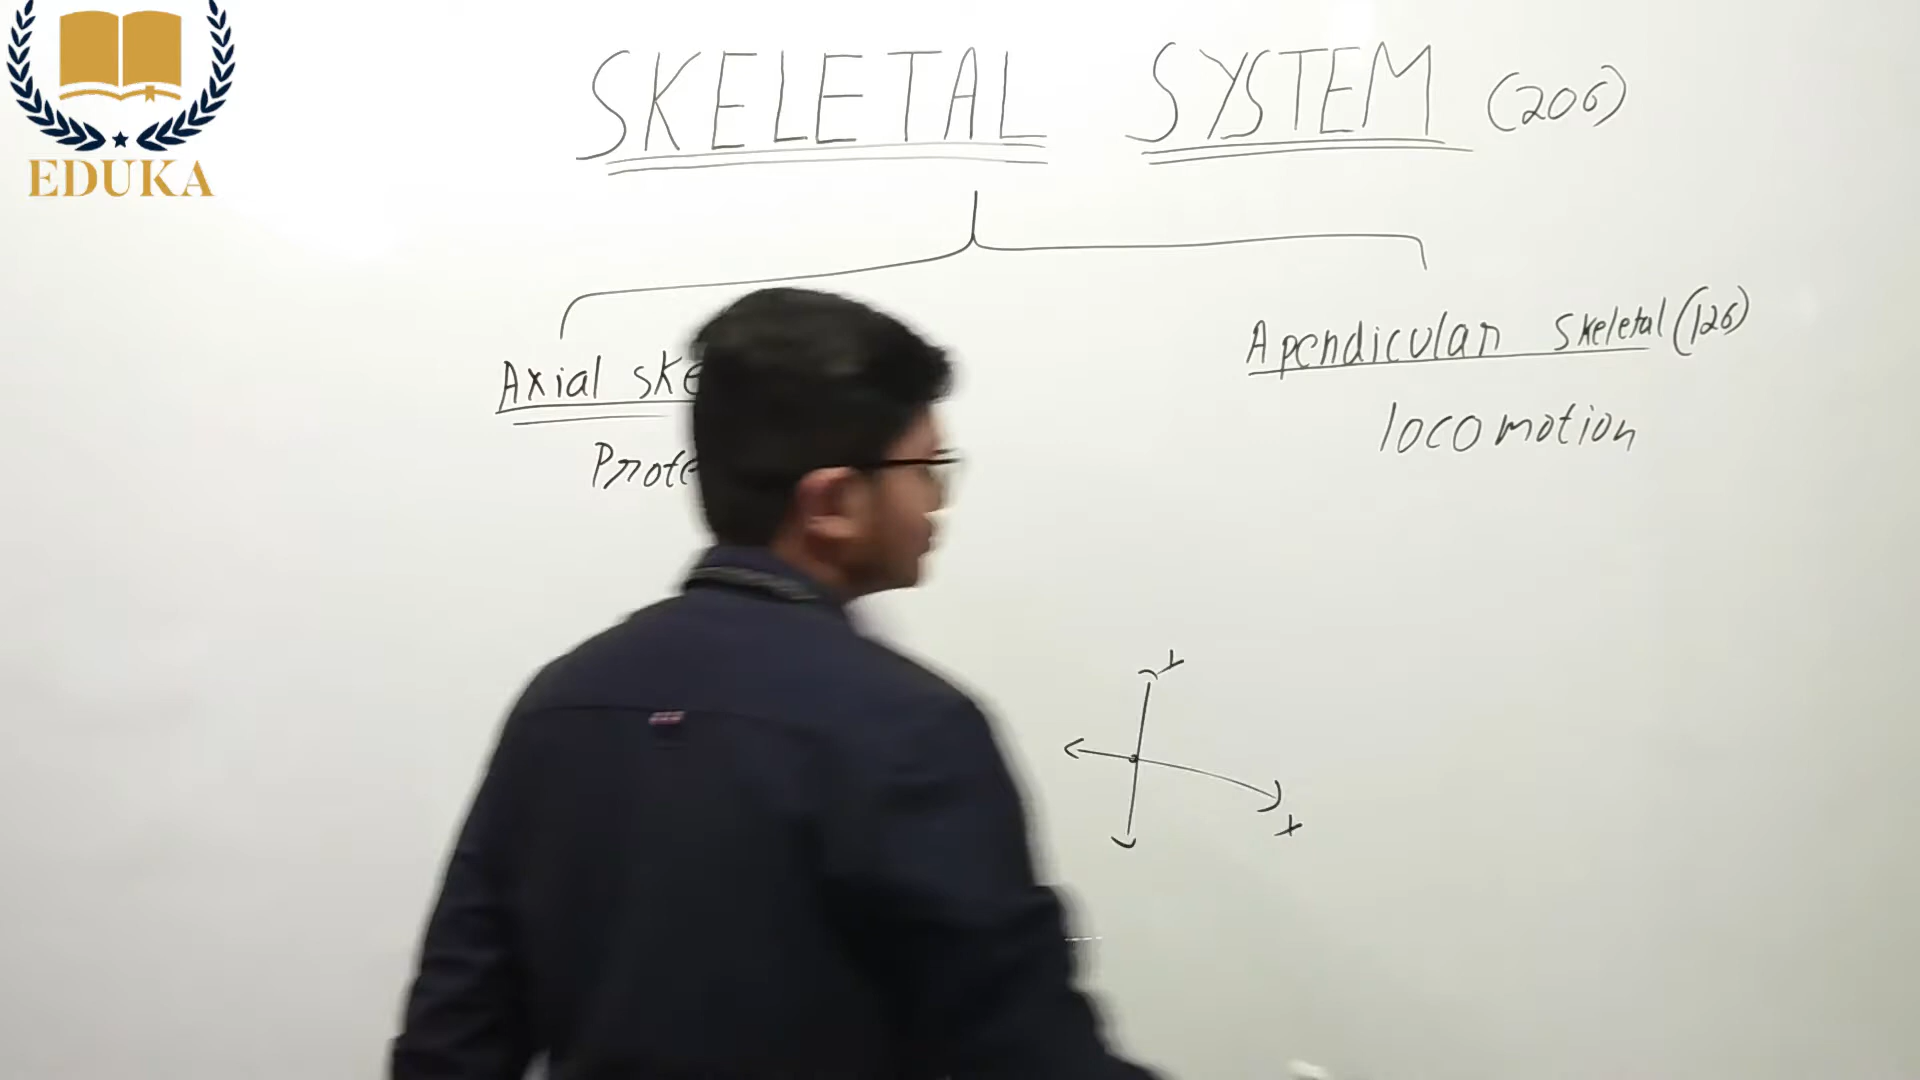 EDUKA
SKELETAL SYSTEM (206)
Axial ske
Apendicular skeletal (126)
Prote
locomotion
Y
X